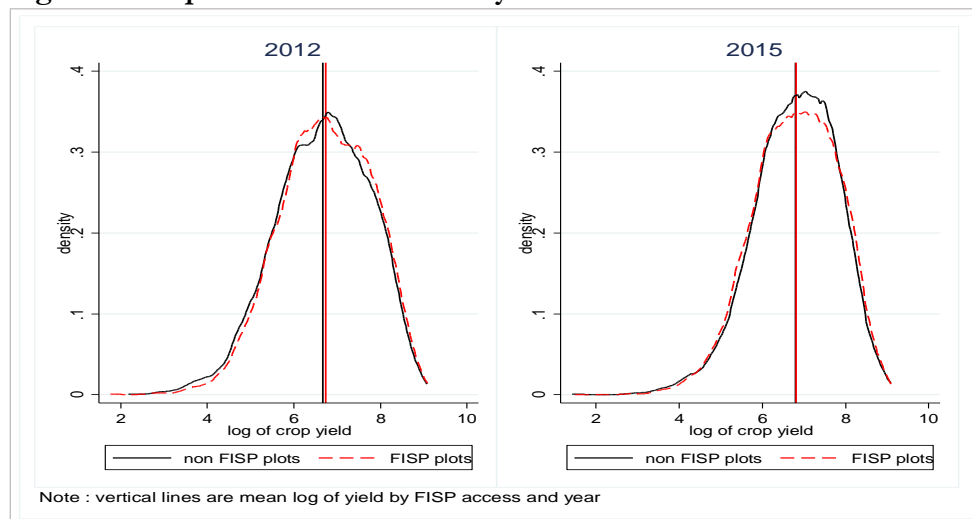 2012
2015
.4
.3
.2
.1
0
density
2
4
6
8
10
log of crop yield
non FISP plots
FISP plots
.4
.3
.2
.1
0
density
2
4
6
8
10
log of crop yield
non FISP plots
FISP plots
Note : vertical lines are mean log of yield by FISP access and year